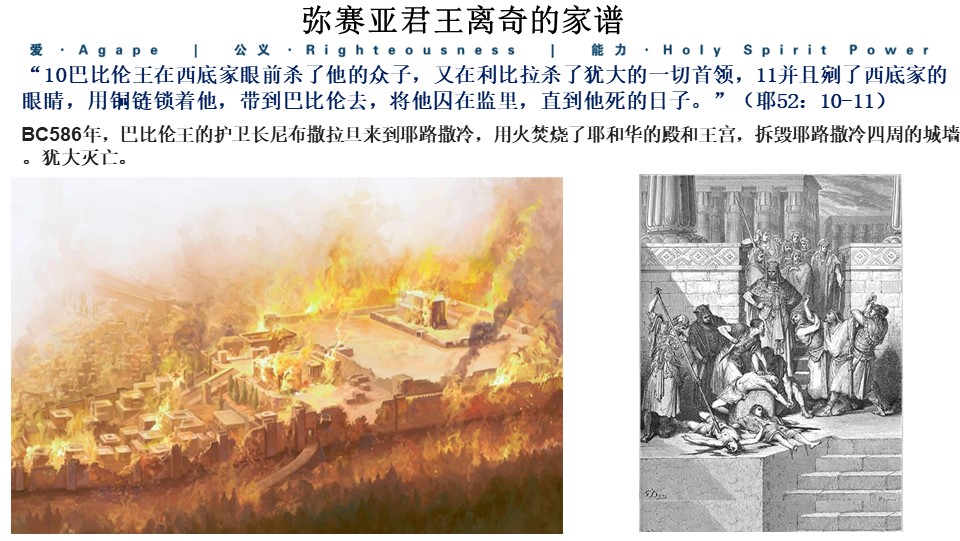 弥赛亚君王离奇的家谱
爱 · Agape | 公义 · Righteousness | 能力 · Holy Spirit Power
“10巴比伦王在西底家眼前杀了他的众子，又在利比拉杀了犹大的一切首领，11并且剜了西底家的
眼睛，用铜链锁着他，带到巴比伦去，将他囚在监里，直到他死的日子。”（耶52：10-11）
BC586年，巴比伦王的护卫长尼布撒拉旦来到耶路撒冷，用火焚烧了耶和华的殿和王宫，拆毁耶路撒冷四周的城墙
。犹大灭亡。